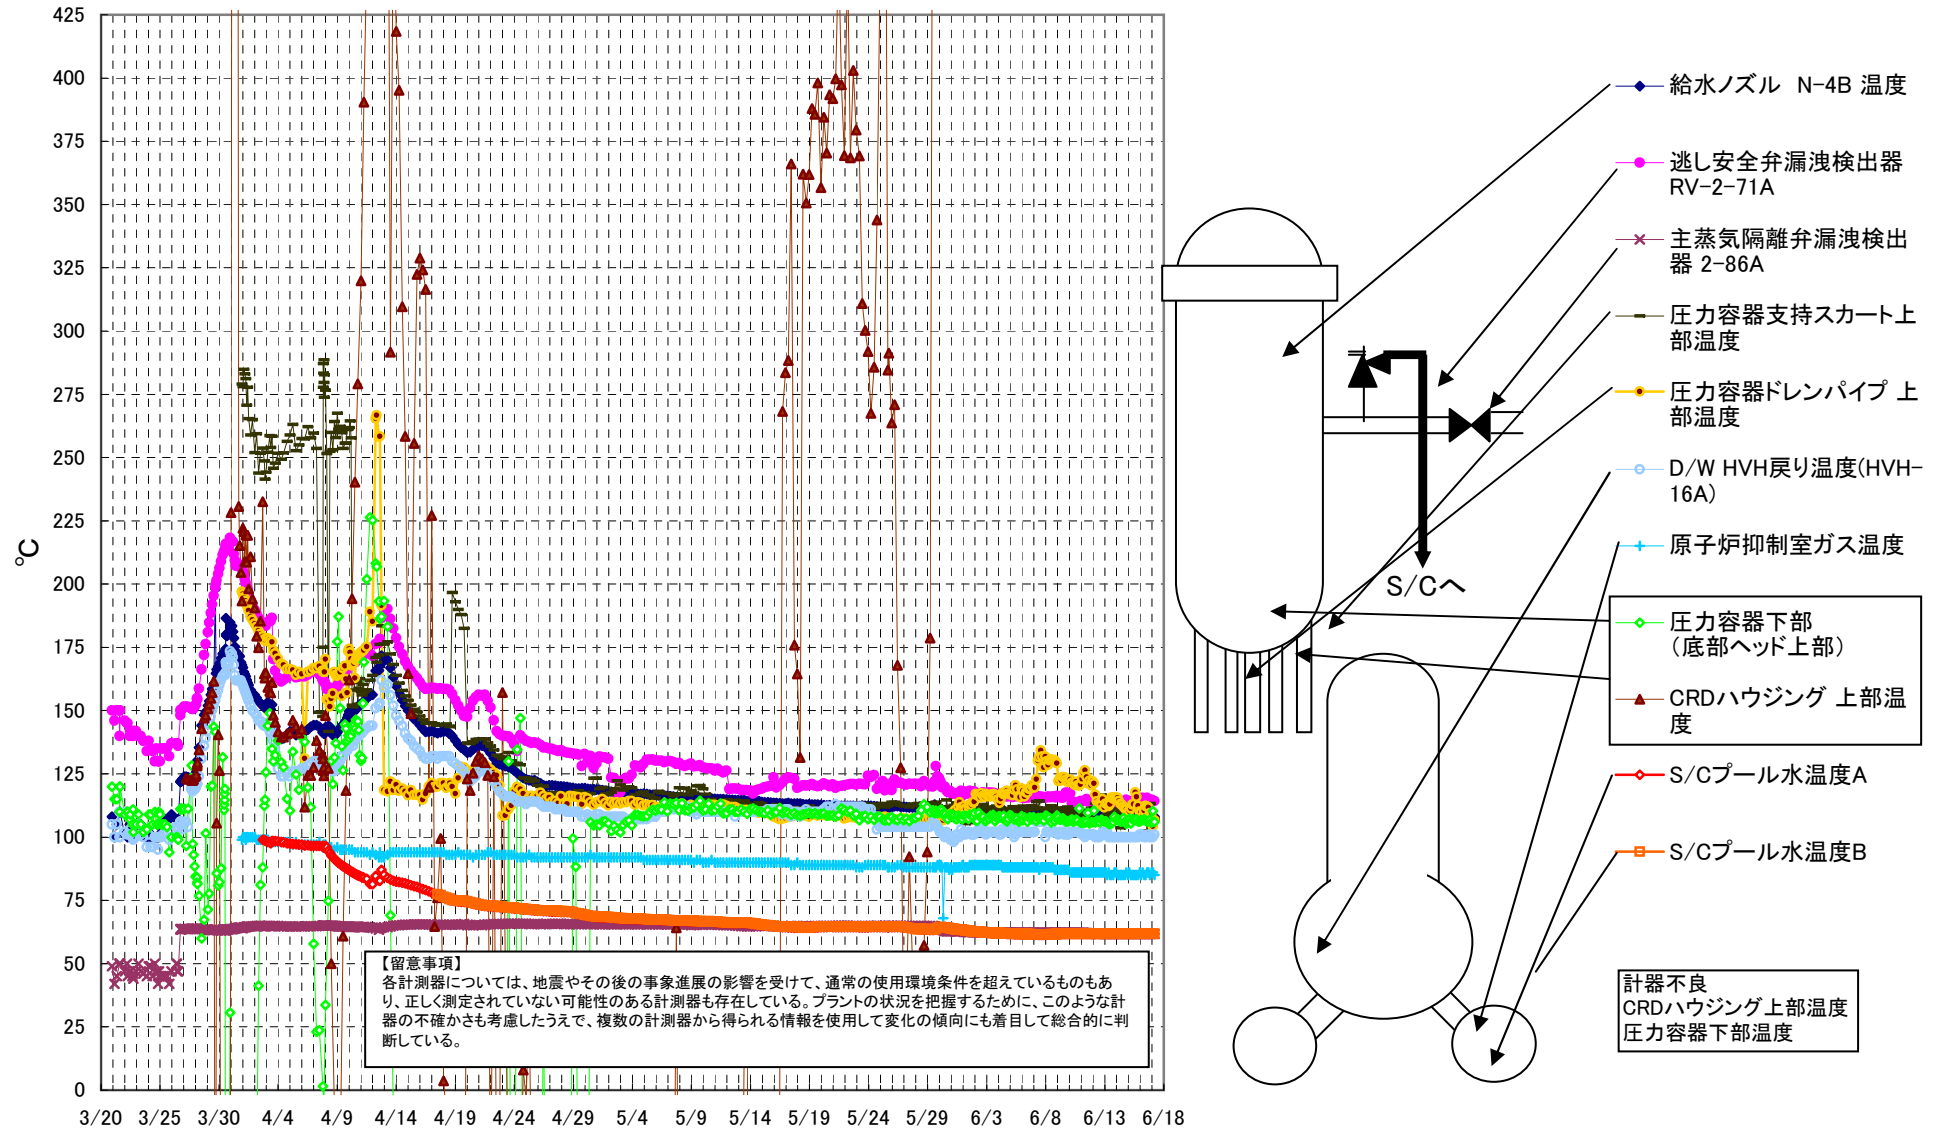 425
400
375
350
325
300
275
250
225
200
175
150
125
100
75
50
25
0
℃
3/20 3/25 3/30 4/4 4/9 4/14 4/19 4/24 4/29 5/4 5/9 5/14 5/19 5/24 5/29 6/3 6/8 6/13 6/18
【留意事項】
各計測器については、地震やその後の事象進展の影響を受けて、通常の使用環境条件を超えているものもあ
り、正しく測定されていない可能性のある計測器も存在している。プラントの状況を把握するために、このような計
器の不確かさも考慮したうえで、複数の計測器から得られる情報を使用して変化の傾向にも着目して総合的に判
断している。
S/Cへ
給水ノズル N-4B 温度
逃し安全弁漏洩検出器
RV-2-71A
主蒸気隔離弁漏洩検出
器 2-86A
圧力容器支持スカート上
部温度
圧力容器ドレンパイプ 上
部温度
D/W HVH戻り温度(HVH-
16A)
原子炉抑制室ガス温度
圧力容器下部
(底部ヘッド上部)
CRDハウジング 上部温
度
S/Cプール水温度A
S/Cプール水温度B
計器不良
CRDハウジング上部温度
圧力容器下部温度